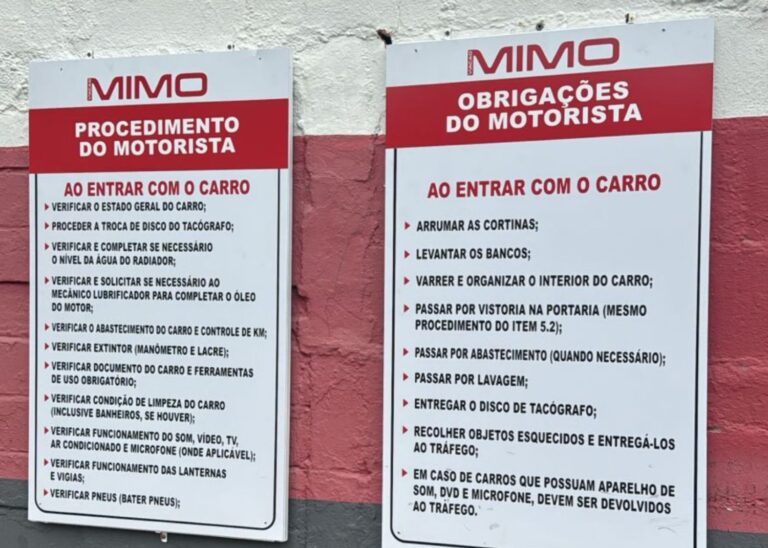 MIMO
PROCEDIMENTO
DO MOTORISTA
AO ENTRAR COM O CARRO
VERIFICAR O ESTADO GERAL DO CARRO;
PROCEDER A TROCA DE DISCO DO TACÓGRAFO;
VERIFICAR E COMPLETAR SE NECESSÁRIO
O NÍVEL DA ÁGUA DO RADIADOR;
VERIFICAR E SOLICITAR SE NECESSÁRIO AO
MECÂNICO LUBRIFICADOR PARA COMPLETAR O ÓLEO
DO MOTOR;
VERIFICAR O ABASTECIMENTO DO CARRO E CONTROLE DE KM;
VERIFICAR EXTINTOR (MANÔMETRO E LACRE);
VERIFICAR DOCUMENTO DO CARRO E FERRAMENTAS
DE USO OBRIGATÓRIO;
VERIFICAR CONDIÇÃO DE LIMPEZA DO CARRO
(INCLUSIVE BANHEIROS, SE HOUVER);
VERIFICAR FUNCIONAMENTO DO SOM, VÍDEO, TV,
AR CONDICIONADO E MICROFONE (ONDE APLICÁVEL);
VERIFICAR FUNCIONAMENTO DAS LANTERNAS
E VIGIAS;
VERIFICAR PNEUS (BATER PNEUS);
MIMO
OBRIGAÇÕES
DO MOTORISTA
AO ENTRAR COM O CARRO
ARRUMAR AS CORTINAS;
LEVANTAR OS BANCOS;
VARRER E ORGANIZAR O INTERIOR DO CARRO;
PASSAR POR VISTORIA NA PORTARIA (MESMO
PROCEDIMENTO DO ITEM 5.2);
PASSAR POR ABASTECIMENTO (QUANDO NECESSÁRIO);
PASSAR POR LAVAGEM;
ENTREGAR O DISCO DE TACÓGRAFO;
RECOLHER OBJETOS ESQUECIDOS E ENTREGÁ-LOS
AO TRÁFEGO;
EM CASO DE CARROS QUE POSSUAM APARELHO DE
SOM, DVD E MICROFONE, DEVEM SER DEVOLVIDOS
AO TRÁFEGO.